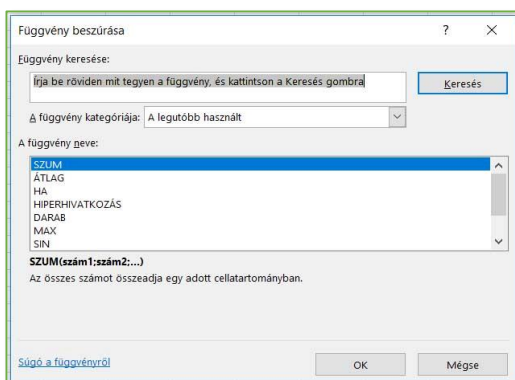 Függvény beszúrása ? ×
Függvény keresése:
Írja be röviden mit tegyen a függvény, és kattintson a Keresés gombra
Keresés
A függvény kategóriája: A legutóbb használt
A függvény neve:
SZUM
ÁTLAG
HA
HIPERHIVATKOZÁS
DARAB
MAX
SIN
SZUM(szám1;szám2;...)
Az összes számot összeadja egy adott cellatartományban.
Súgó a függvényről
OK
Mégse